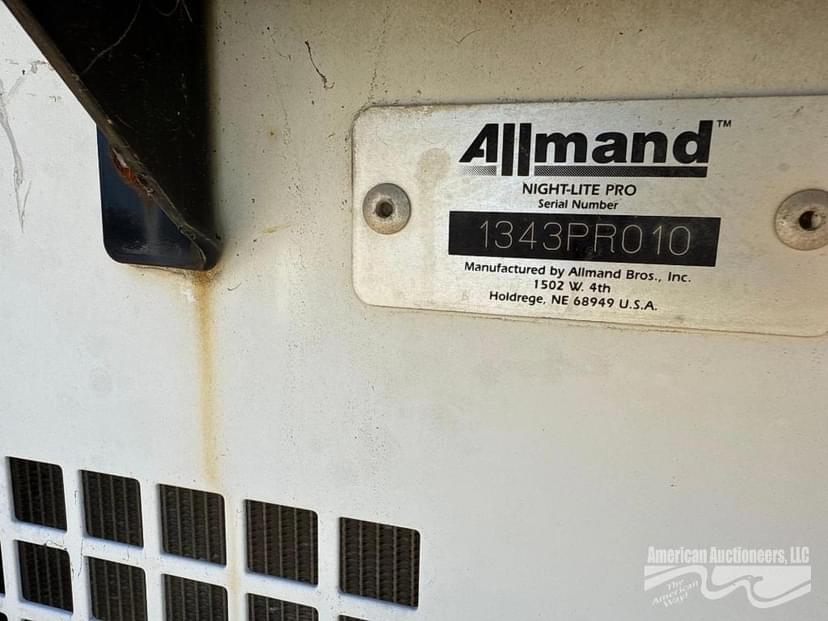 Allmand™
NIGHT-LITE PRO
Serial Number
1343PR010
Manufactured by Allmand Bros., Inc.
1502 W. 4th
Holdrege, NE 68949 U.S.A.
American Auctioneers, LLC
The
American
Way!